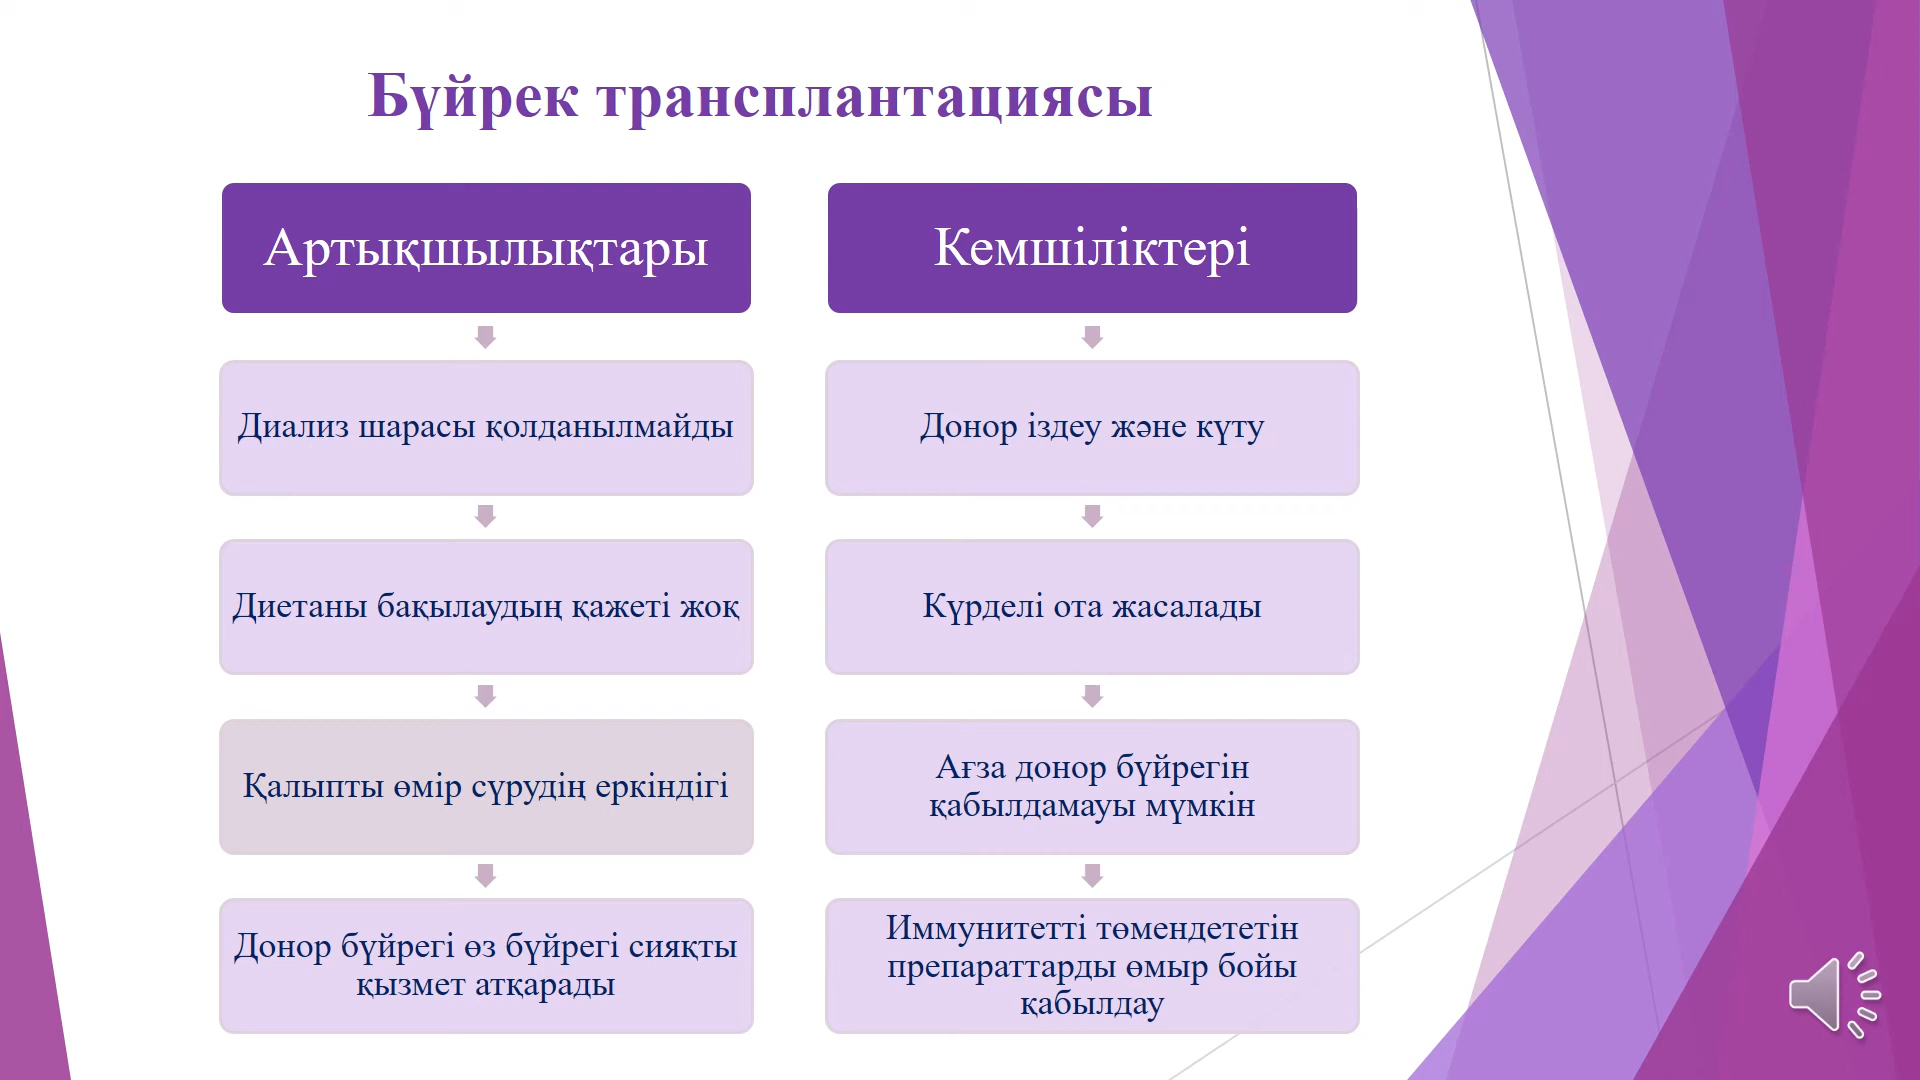 Бүйрек трансплантациясы
Артықшылықтары
Диализ шарасы қолданылмайды
Диетаны бақылаудың қажеті жоқ
Қалыпты өмір сүрудің еркіндігі
Донор бүйрегі өз бүйрегі сияқты
қызмет атқарады
Кемшіліктері
Донор іздеу және күту
Күрделі ота жасалады
Ағза донор бүйрегін
қабылдамауы мүмкін
Иммунитетті төмендететін
препараттарды өмыр бойы
қабылдау